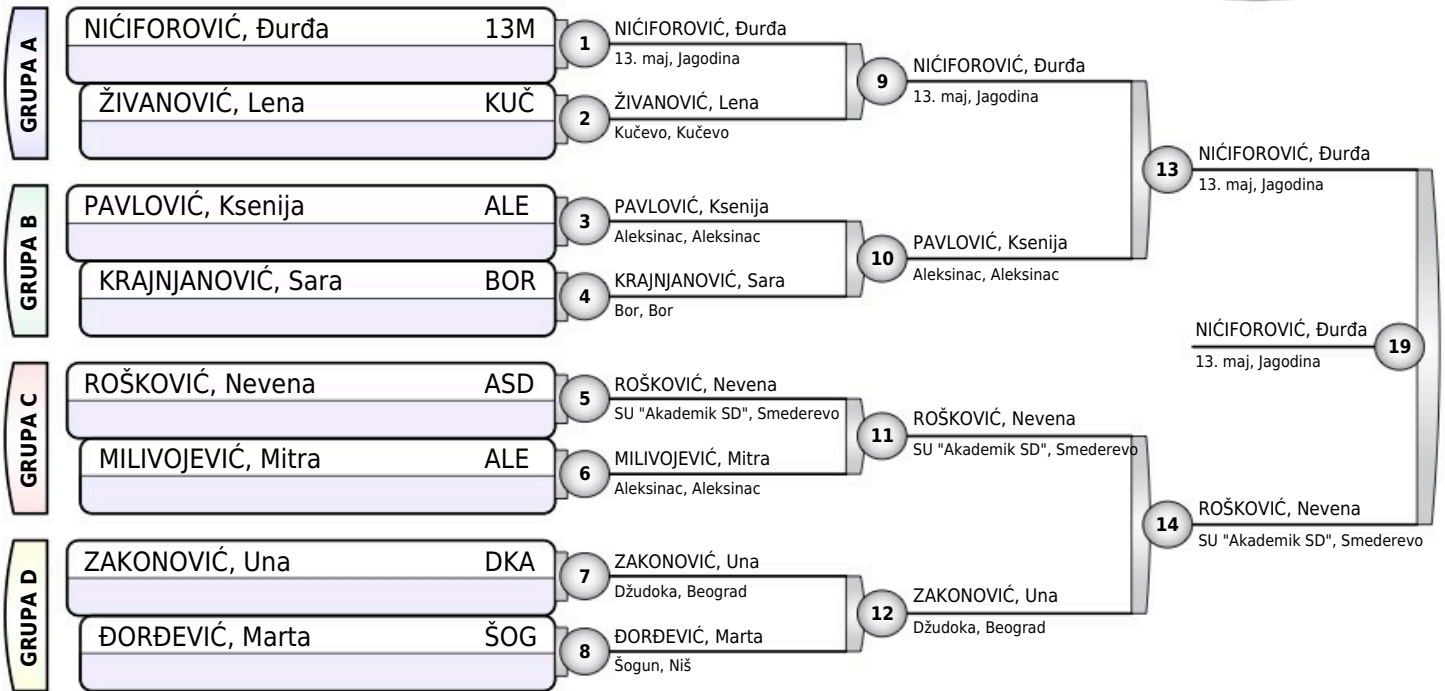 GRUPA A
NIĆIFOROVIĆ, Đurđa 13M
ŽIVANOVIĆ, Lena KUČ
GRUPA B
PAVLOVIĆ, Ksenija ALE
KRAJNJANOVIĆ, Sara BOR
GRUPA C
ROŠKOVIĆ, Nevena ASD
MILIVOJEVIĆ, Mitra ALE
GRUPA D
ZAKONOVIĆ, Una DKA
ĐORĐEVIĆ, Marta ŠOG
1
NIĆIFOROVIĆ, Đurđa
13. maj, Jagodina
2
ŽIVANOVIĆ, Lena
Kučevo, Kučevo
3
PAVLOVIĆ, Ksenija
Aleksinac, Aleksinac
4
KRAJNJANOVIĆ, Sara
Bor, Bor
5
ROŠKOVIĆ, Nevena
SU "Akademik SD", Smederevo
6
MILIVOJEVIĆ, Mitra
Aleksinac, Aleksinac
7
ZAKONOVIĆ, Una
Džudoka, Beograd
8
ĐORĐEVIĆ, Marta
Šogun, Niš
9
NIĆIFOROVIĆ, Đurđa
13. maj, Jagodina
10
PAVLOVIĆ, Ksenija
Aleksinac, Aleksinac
11
ROŠKOVIĆ, Nevena
SU "Akademik SD", Smederevo
12
ZAKONOVIĆ, Una
Džudoka, Beograd
13
NIĆIFOROVIĆ, Đurđa
13. maj, Jagodina
14
ROŠKOVIĆ, Nevena
SU "Akademik SD", Smederevo
NIĆIFOROVIĆ, Đurđa
13. maj, Jagodina
19